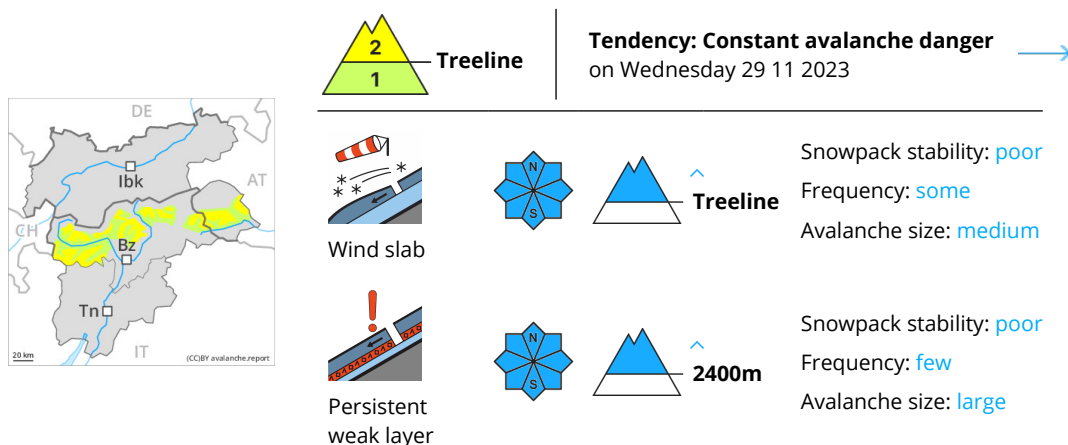 2
1
Treeline
Tendency: Constant avalanche danger
on Wednesday 29 11 2023
DE
Ibk
AT
CH
Bz
Tn
IT
20 km
(CC)BY avalanche.report
Wind slab
N
S
Treeline
Snowpack stability: poor
Frequency: some
Avalanche size: medium
Persistent
weak layer
N
S
2400m
Snowpack stability: poor
Frequency: few
Avalanche size: large